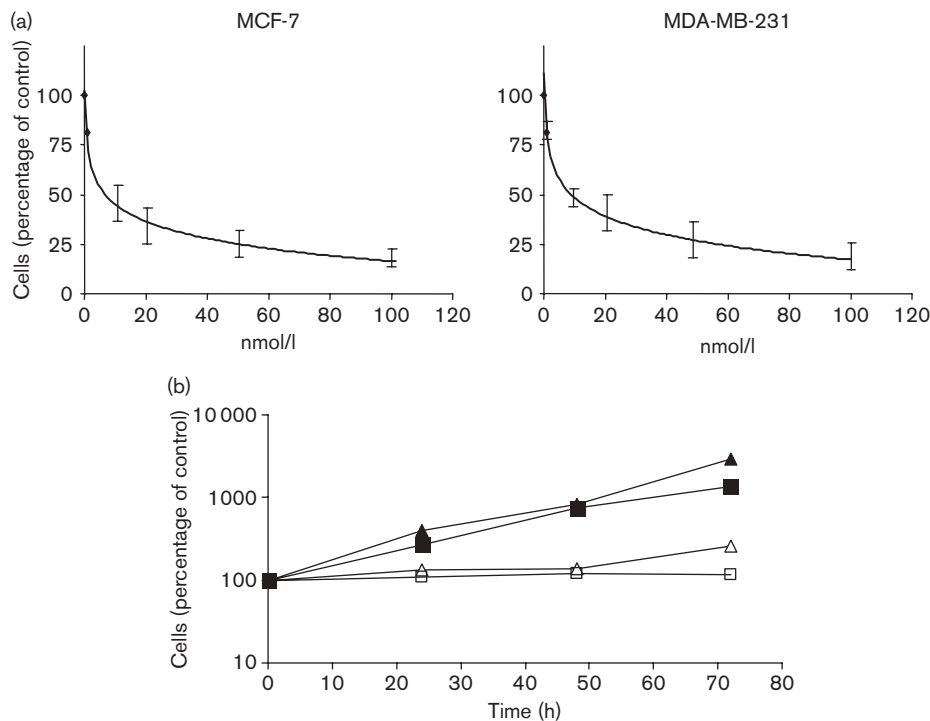 (a)
MCF-7
MDA-MB-231
Cells (percentage of control)
100
75
50
25
0
0 20 40 60 80 100 120
nmol/l
100
75
50
25
0
0 20 40 60 80 100 120
nmol/l
(b)
Cells (percentage of control)
10 000
1000
100
10
0 10 20 30 40 50 60 70 80
Time (h)